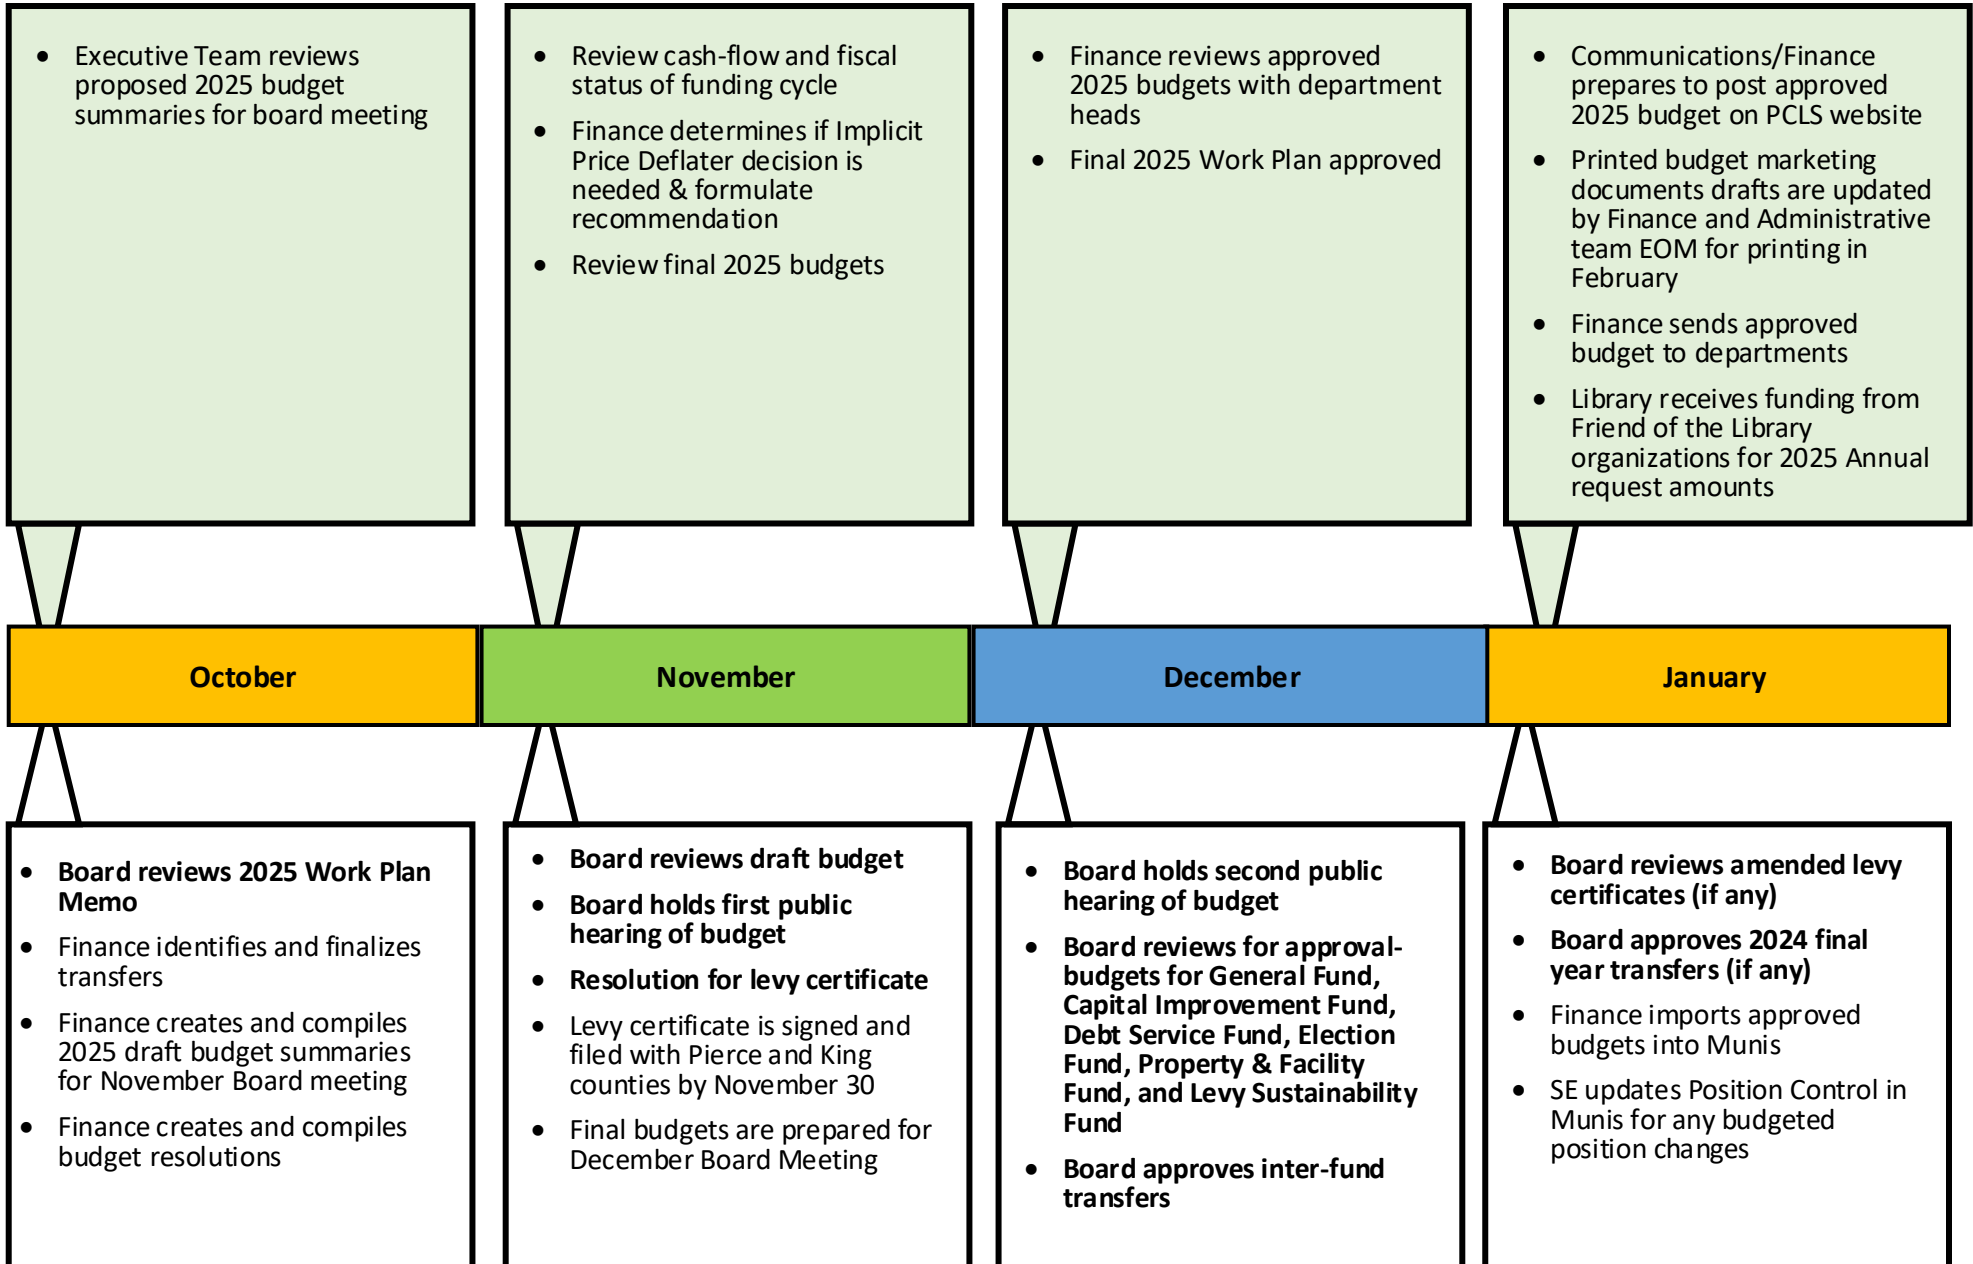 Executive Team reviews
proposed 2025 budget
summaries for board meeting
Review cash-flow and fiscal
status of funding cycle
Finance determines if Implicit
Price Deflater decision is
needed & formulate
recommendation
Review final 2025 budgets
Finance reviews approved
2025 budgets with department
heads
Final 2025 Work Plan approved
Communications/Finance
prepares to post approved
2025 budget on PCLS website
Printed budget marketing
documents drafts are updated
by Finance and Administrative
team EOM for printing in
February
Finance sends approved
budget to departments
Library receives funding from
Friend of the Library
organizations for 2025 Annual
request amounts
October
November
December
January
Board reviews 2025 Work Plan
Memo
Finance identifies and finalizes
transfers
Finance creates and compiles
2025 draft budget summaries
for November Board meeting
Finance creates and compiles
budget resolutions
Board reviews draft budget
Board holds first public
hearing of budget
Resolution for levy certificate
Levy certificate is signed and
filed with Pierce and King
counties by November 30
Final budgets are prepared for
December Board Meeting
Board holds second public
hearing of budget
Board reviews for approval-
budgets for General Fund,
Capital Improvement Fund,
Debt Service Fund, Election
Fund, Property & Facility
Fund, and Levy Sustainability
Fund
Board approves inter-fund
transfers
Board reviews amended levy
certificates (if any)
Board approves 2024 final
year transfers (if any)
Finance imports approved
budgets into Munis
SE updates Position Control in
Munis for any budgeted
position changes